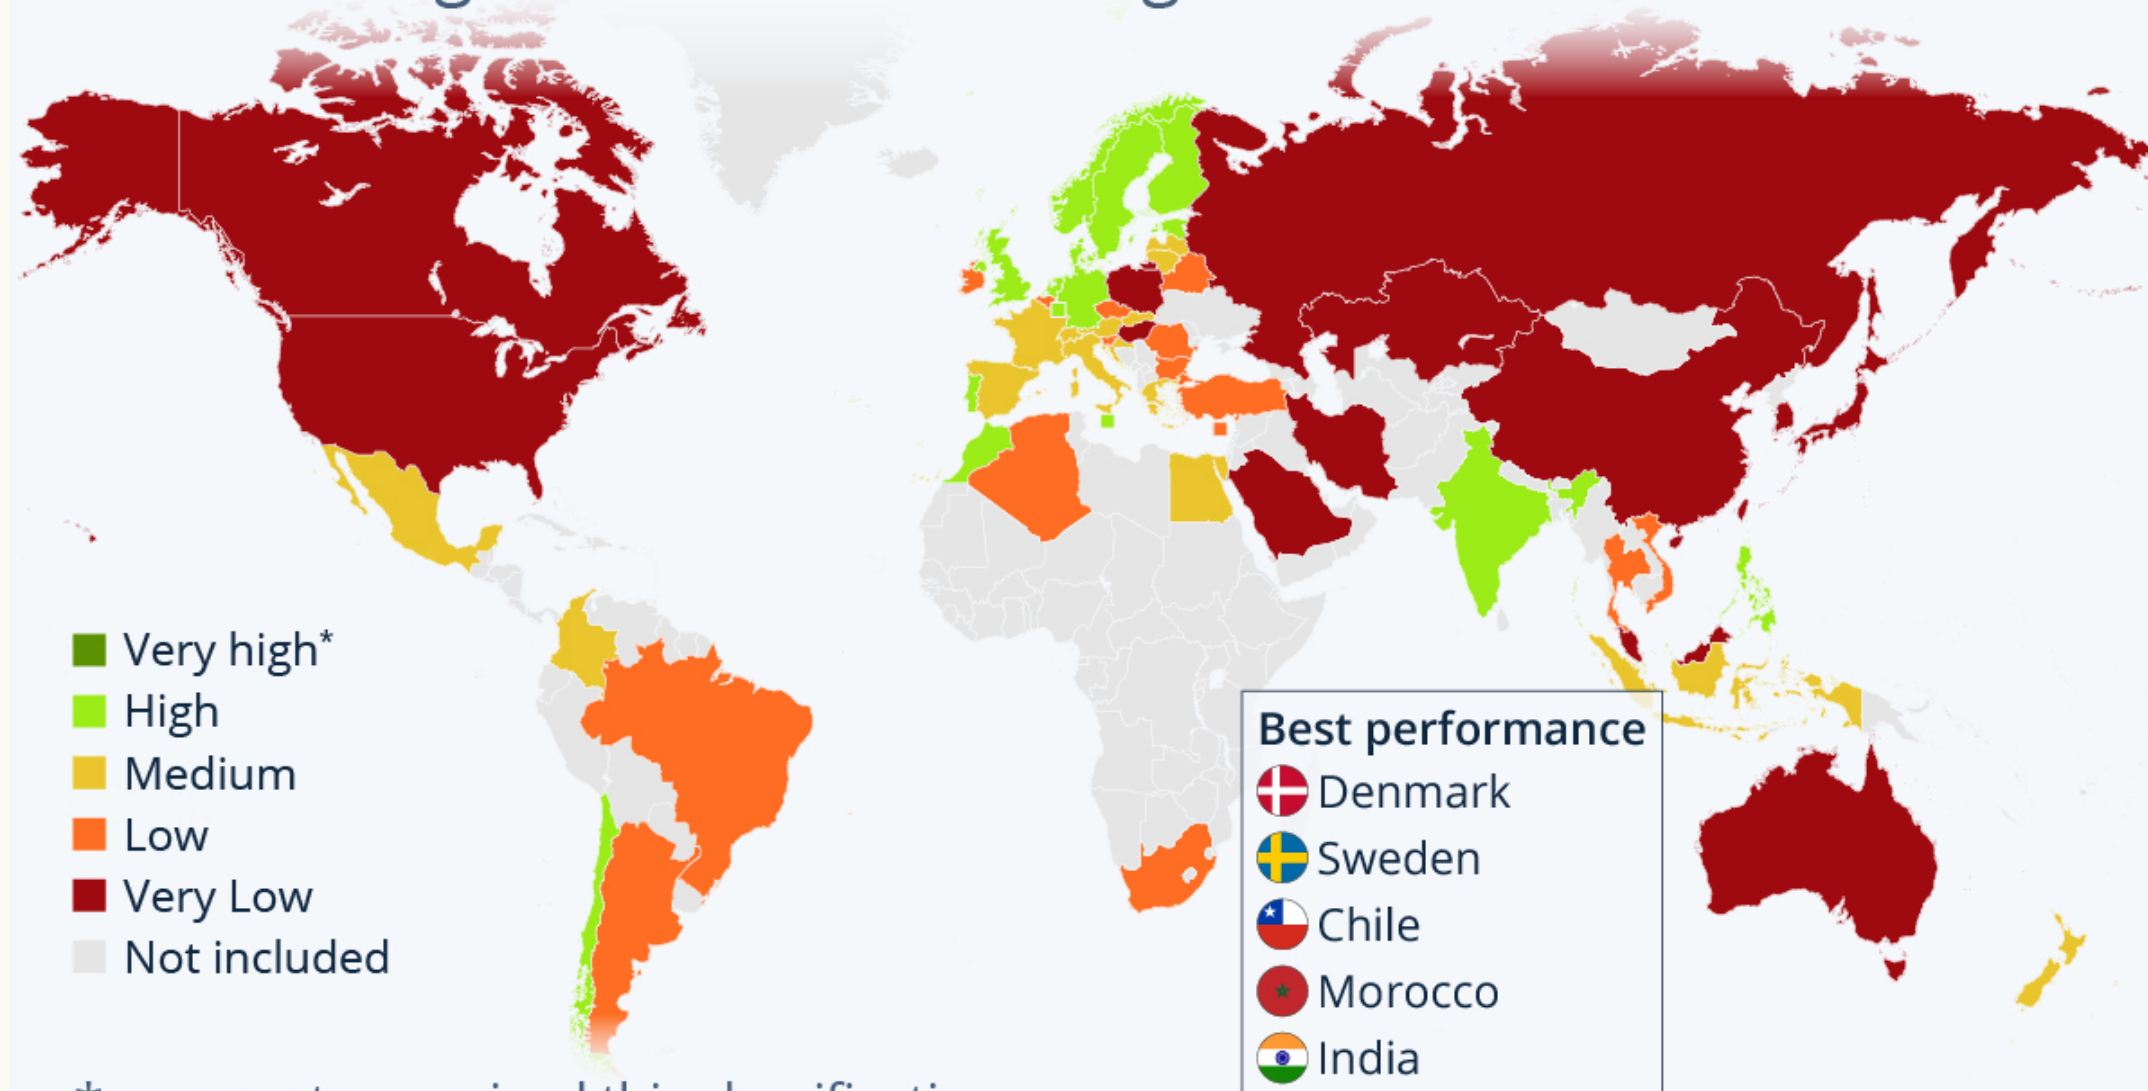 Very high*
High
Medium
Low
Very Low
Not included
Best performance
Denmark
Sweden
Chile
Morocco
India